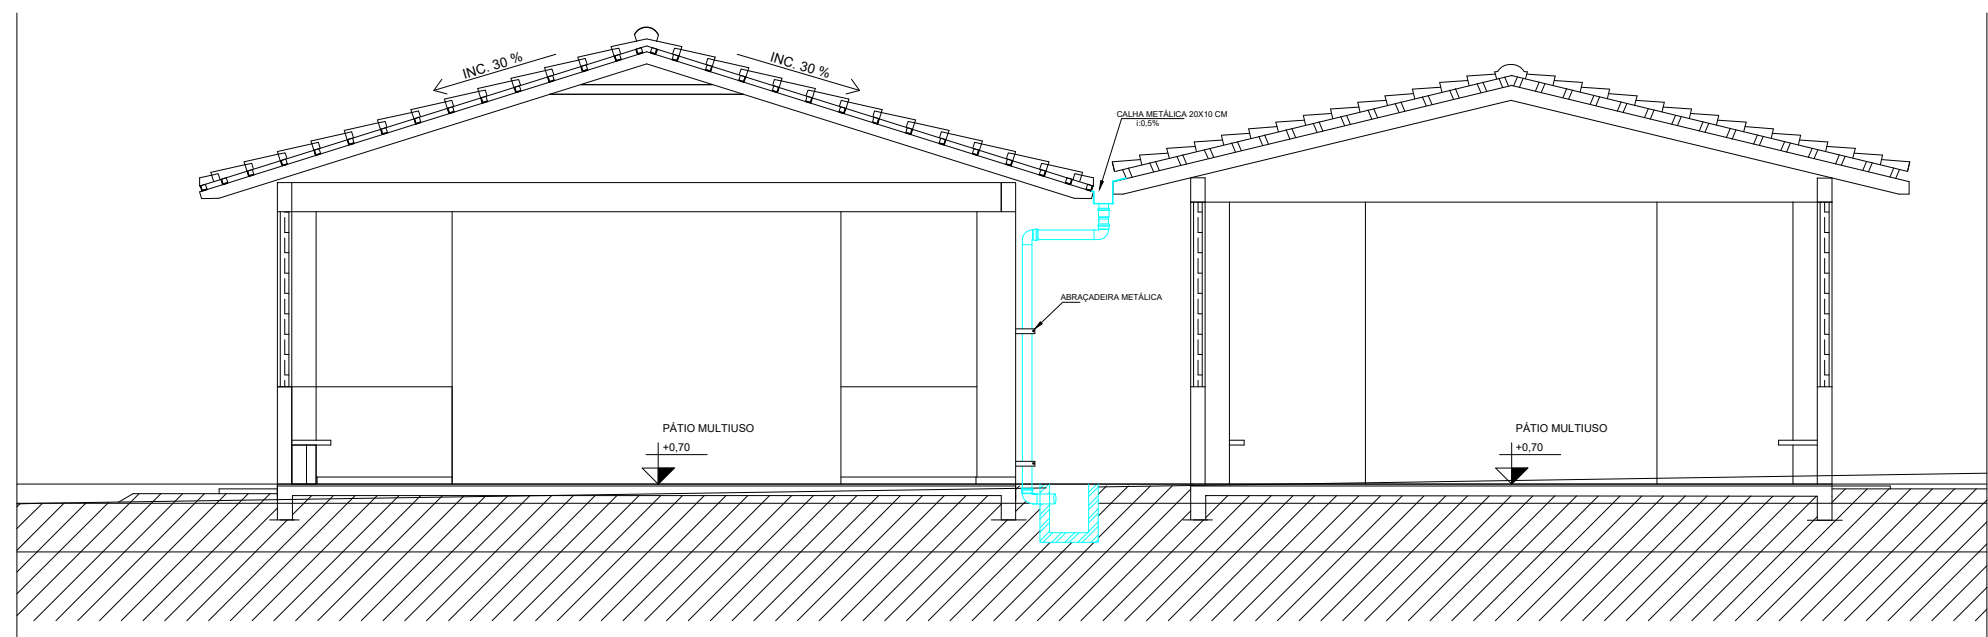 INC. 30 %
INC. 30 %
CALHA METÁLICA 20X10 CM
i:0,5%
ABRAÇADEIRA METÁLICA
PÁTIO MULTIUSO
+0,70
PÁTIO MULTIUSO
+0,70